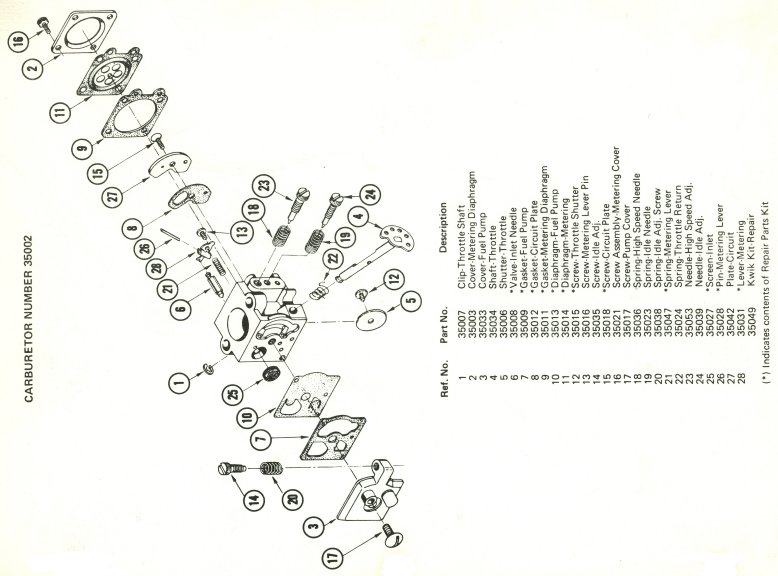 CARBURETOR NUMBER 35002
16
2
11
9
15
27
8
26
28
21
6
13
18
23
24
19
4
22
12
5
1
25
10
7
14
20
3
17
Ref. No. Part No. Description
1 35007 Clip-Throttle Shaft
2 35003 Cover-Metering Diaphragm
3 35033 Cover-Fuel Pump
4 35034 Shaft-Throttle
5 35006 Shutter-Throttle
6 35008 *Valve-Inlet Needle
7 35009 *Gasket-Fuel Pump
8 35012 *Gasket-Circuit Plate
9 35011 *Gasket-Metering Diaphragm
10 35013 *Diaphragm-Fuel Pump
11 35014 *Diaphragm-Metering
12 35015 *Screw-Throttle Shutter
13 35016 Screw-Metering Lever Pin
14 35035 Screw-Idle Adj.
15 35018 *Screw-Circuit Plate
16 35021 Screw Assembly-Metering Cover
17 35017 Screw-Pump Cover
18 35036 Spring-High Speed Needle
19 35023 Spring-Idle Needle
20 35038 Spring-Idle Adj. Screw
21 35047 *Spring-Metering Lever
22 35024 Spring-Throttle Return
23 35053 Needle-High Speed Adj.
24 35039 Needle-Idle Adj.
25 35027 *Screen-Inlet
26 35028 *Pin-Metering Lever
27 35042 Plate-Circuit
28 35031 *Lever-Metering
35049 Kwik Kit-Repair
(*) Indicates contents of Repair Parts Kit